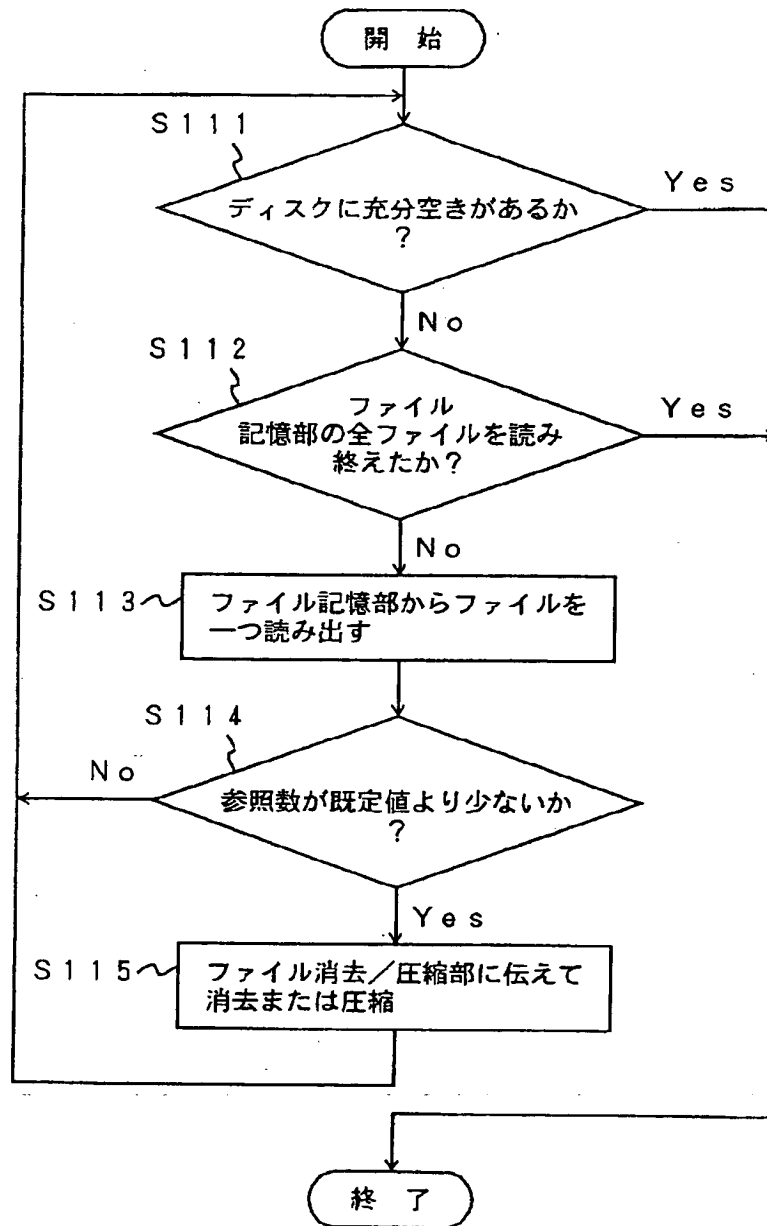 開 始
S111
ディスクに充分空きがあるか
?
Yes
No
S112
ファイル
記憶部の全ファイルを読み
終えたか?
Yes
No
S113
ファイル記憶部からファイルを
一つ読み出す
S114
No
参照数が既定値より少ないか
?
Yes
S115
ファイル消去/圧縮部に伝えて
消去または圧縮
終 了